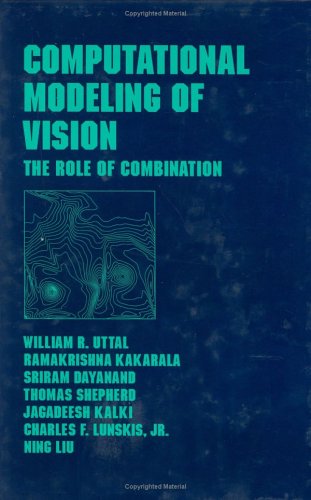 COMPUTATIONAL
MODELING OF
VISION
THE ROLE OF COMBINATION
WILLIAM R. UTTAL
RAMAKRISHNA KAKARALA
SRIRAM DAYANAND
THOMAS SHEPHERD
JAGADEESH KALKI
CHARLES F. LUNSKIS, JR.
NING LIU